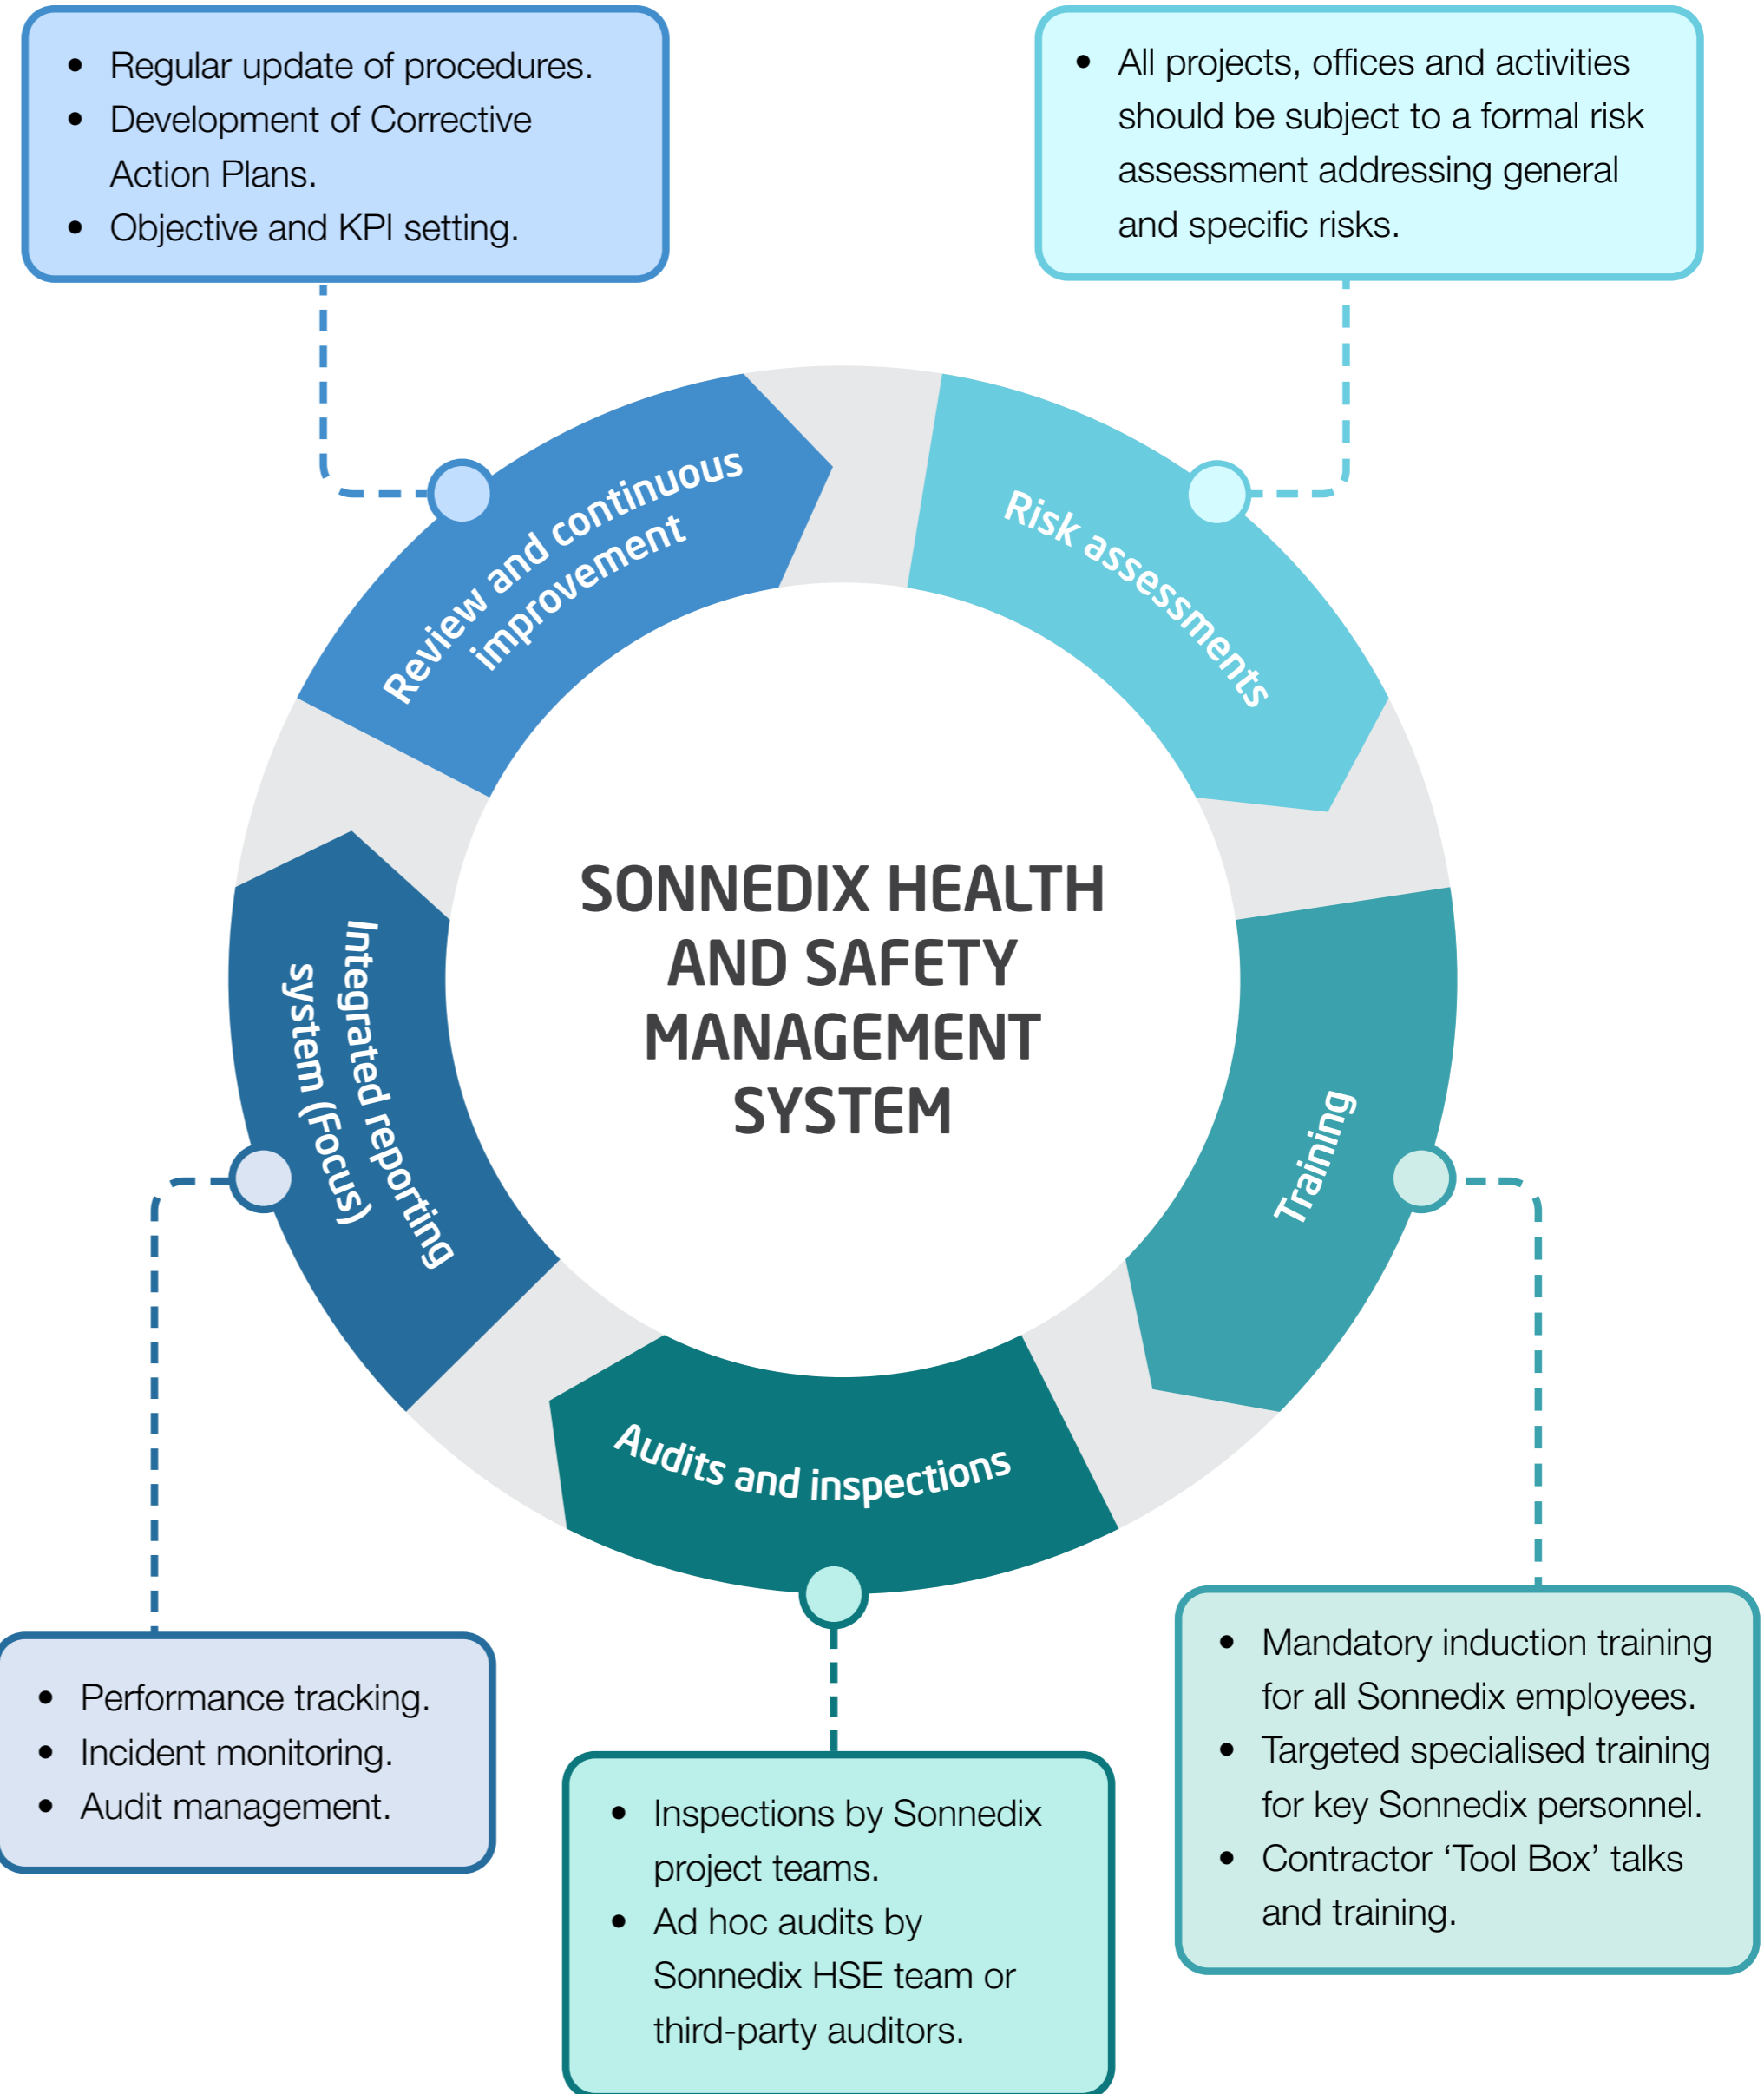 • Regular update of procedures.
• Development of Corrective
Action Plans.
• Objective and KPI setting.
• All projects, offices and activities
should be subject to a formal risk
assessment addressing general
and specific risks.
Review and continuous
improvement
Risk assessments
SONNEDIX HEALTH
AND SAFETY
MANAGEMENT
SYSTEM
Integrated reporting
system (Focus)
Training
Audits and inspections
• Performance tracking.
• Incident monitoring.
• Audit management.
• Inspections by Sonnedix
project teams.
• Ad hoc audits by
Sonnedix HSE team or
third-party auditors.
• Mandatory induction training
for all Sonnedix employees.
• Targeted specialised training
for key Sonnedix personnel.
• Contractor ‘Tool Box’ talks
and training.